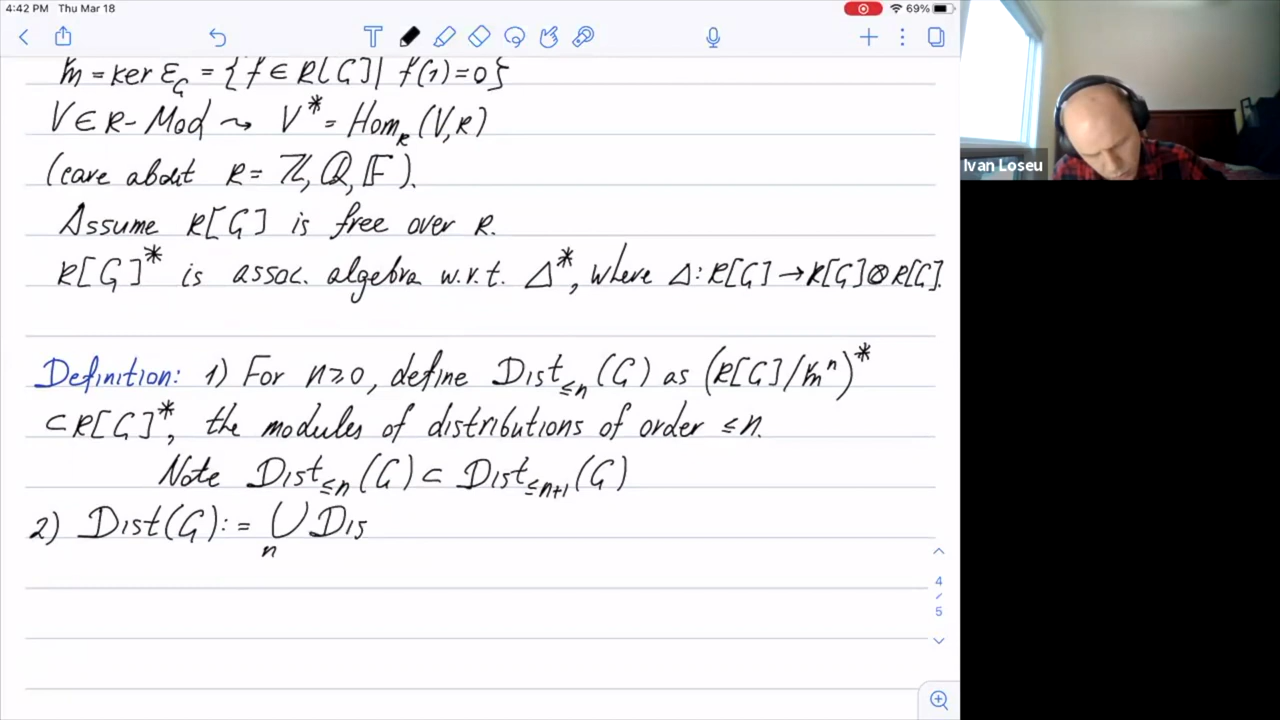 4:42 PM Thu Mar 18
69%
m = ker ε_G = {f ∈ R[G] | f(1)=0}
V ∈ R-Mod ⇝ V* = Hom_R(V,R)
(care about R = ℤ, ℚ, 𝔽).
Assume R[G] is free over R.
R[G]* is assoc. algebra w.r.t. Δ*, where Δ: R[G] → R[G]⊗R[G].
Definition: 1) For n≥0, define Dist_≤n(G) as (R[G]/m^n)*
⊂ R[G]*, the modules of distributions of order ≤n.
Note Dist_≤n(G) ⊂ Dist_≤n+1(G)
2) Dist(G) := ⋃_n Dis
4
/
5
Ivan Loseu